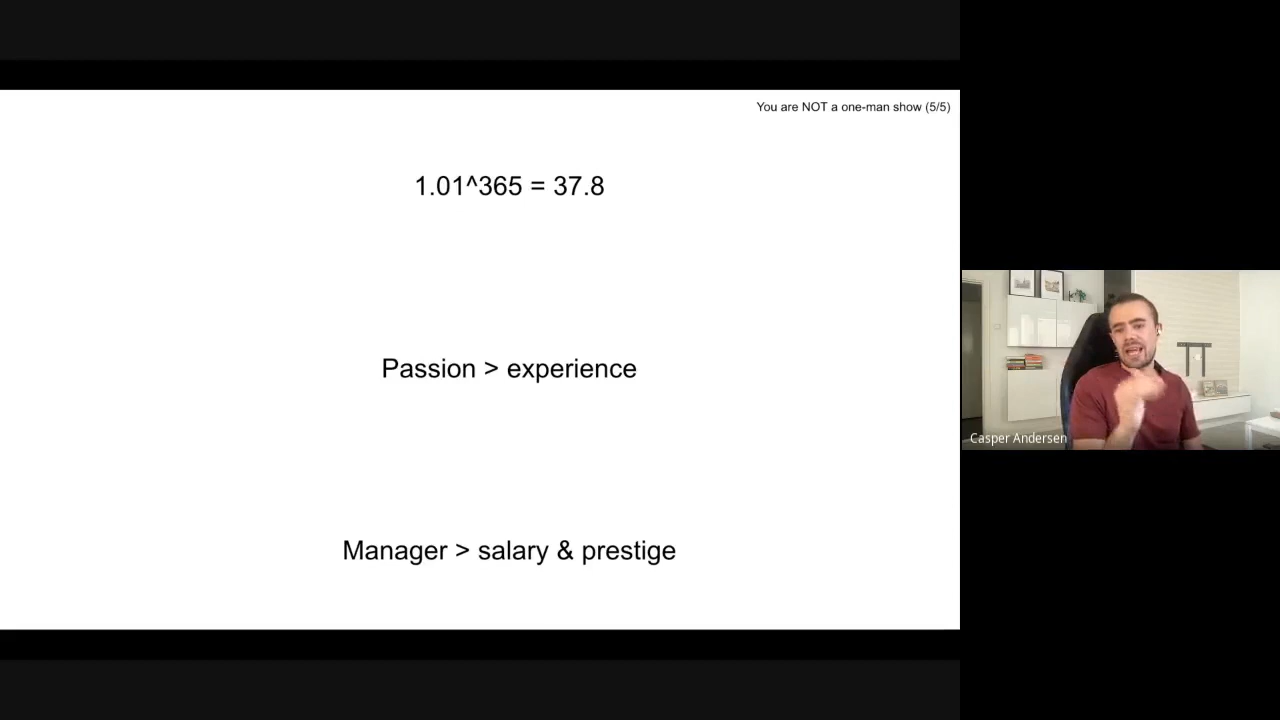 You are NOT a one-man show (5/5)
1.01^365 = 37.8
Passion > experience
Manager > salary & prestige
Casper Andersen